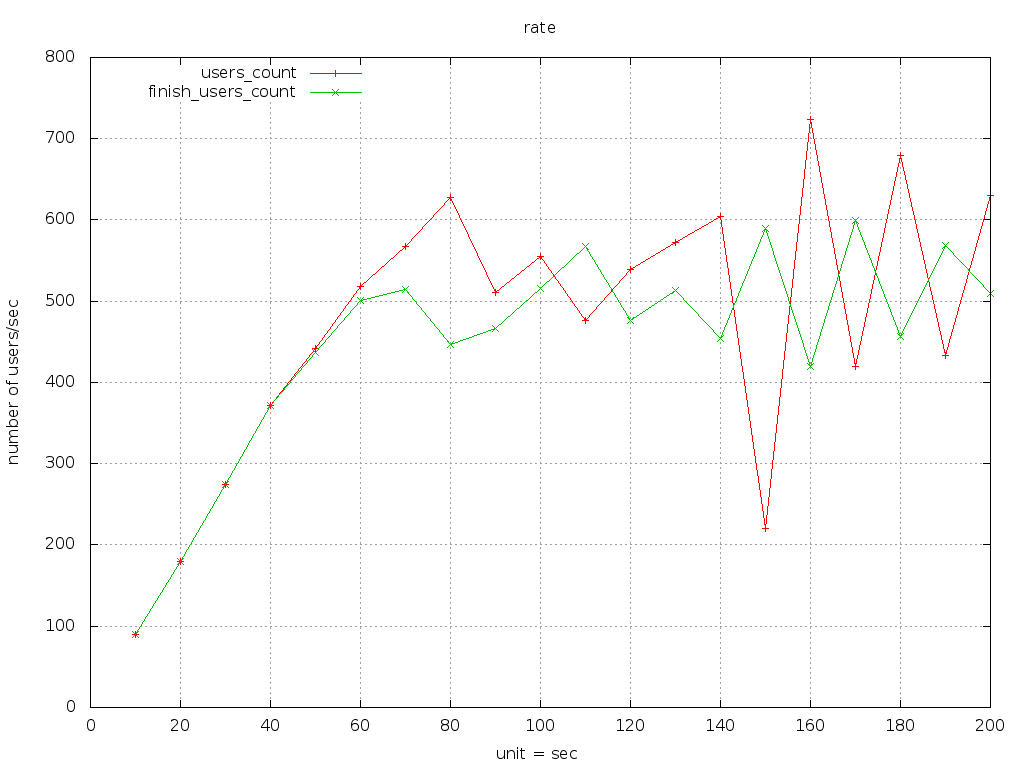 rate
800
700
600
500
400
300
200
100
0
users_count
finish_users_count
number of users/sec
0 20 40 60 80 100 120 140 160 180 200
unit = sec